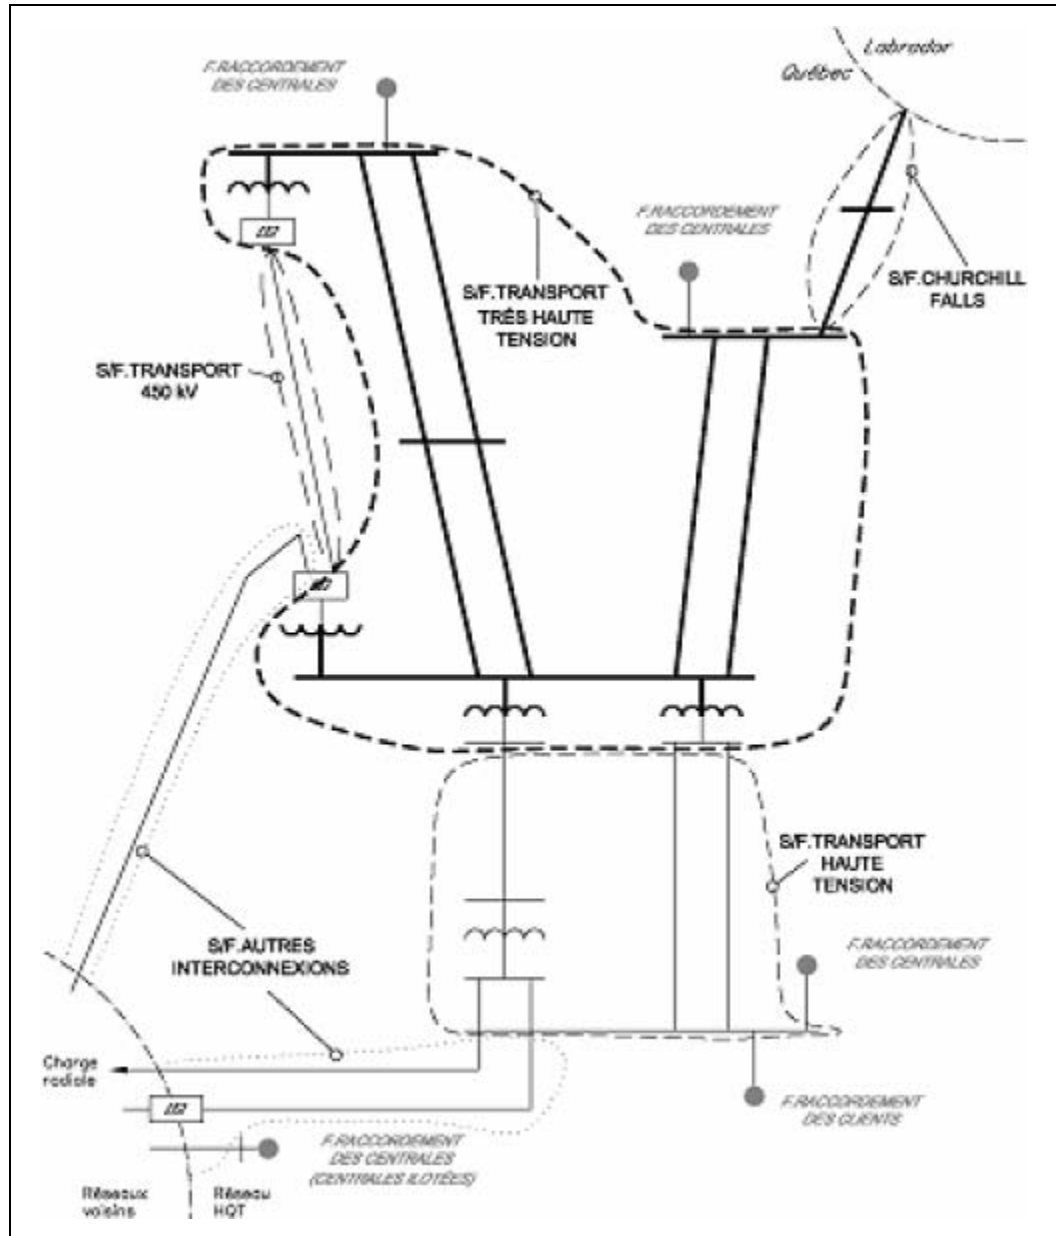 F.RACCORDEMENT
DES CENTRALES
Labrador
Québec
F.RACCORDEMENT
DES CENTRALES
S/F.CHURCHILL
FALLS
S/F.TRANSPORT
TRÈS HAUTE
TENSION
S/F.TRANSPORT
450 kV
S/F.TRANSPORT
HAUTE
TENSION
S/F.AUTRES
INTERCONNEXIONS
F.RACCORDEMENT
DES CENTRALES
Charge
radiale
F.RACCORDEMENT
DES CLIENTS
F.RACCORDEMENT
DES CENTRALES
(CENTRALES ILOTÉES)
Réseaux
voisins
Réseau
HQT